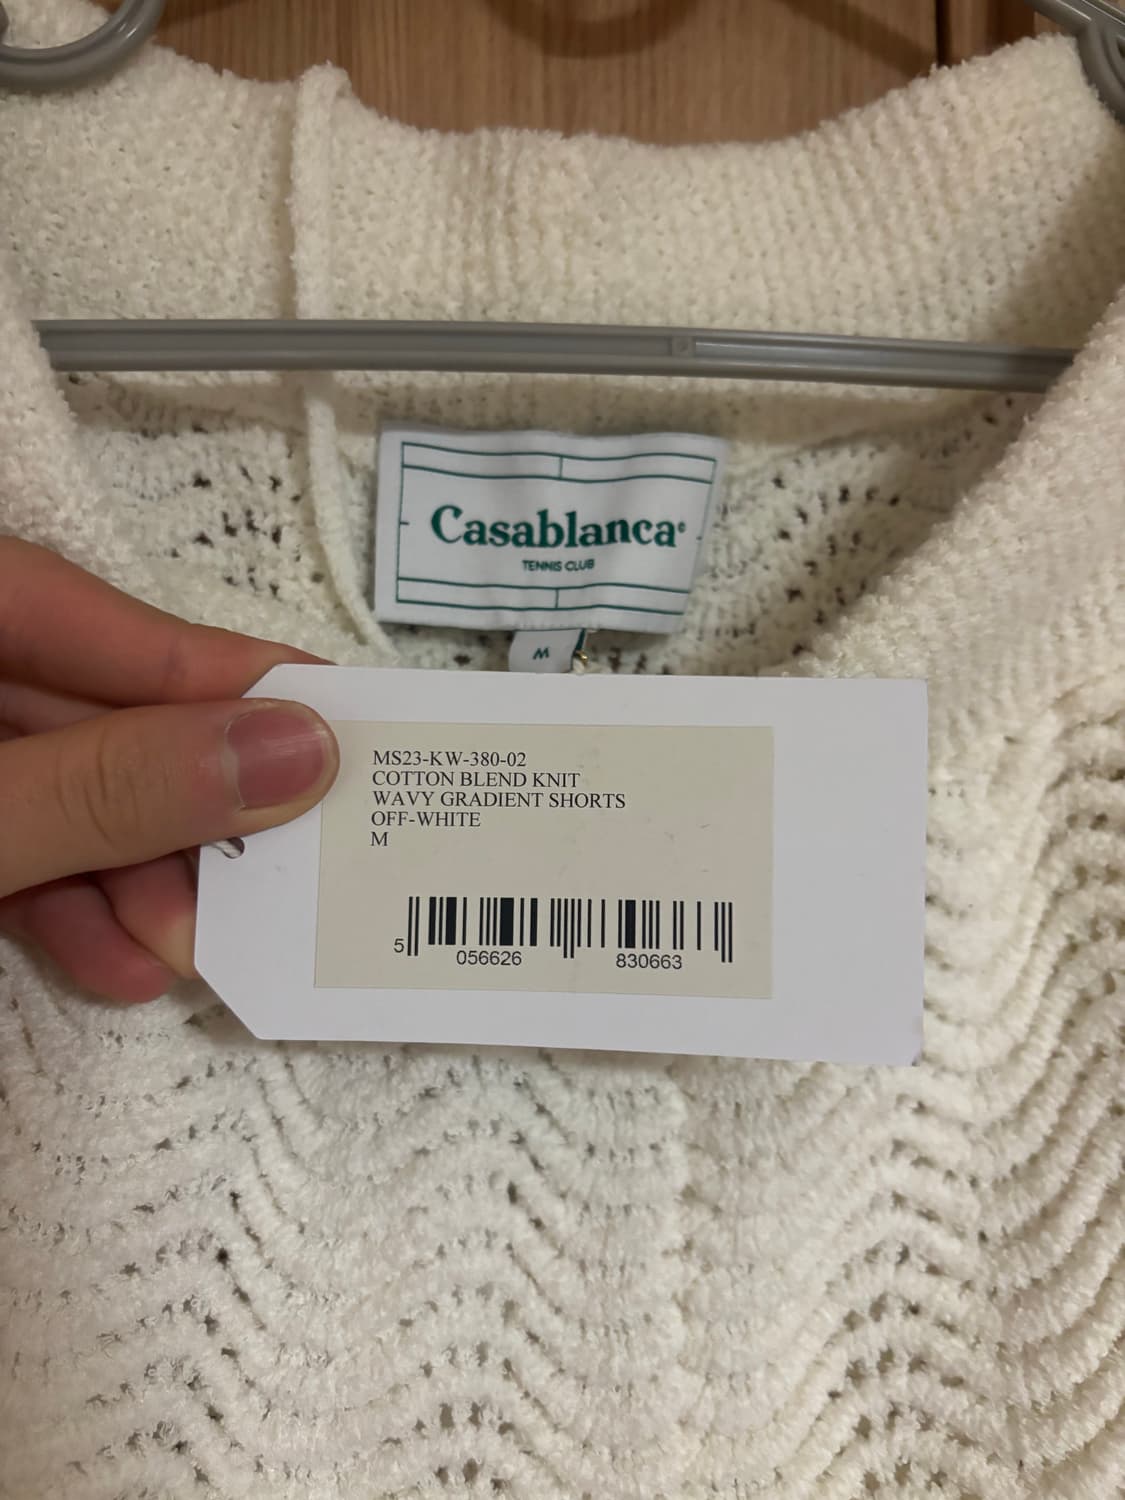 Casablanca®
TENNIS CLUB
M
MS23-KW-380-02
COTTON BLEND KNIT
WAVY GRADIENT SHORTS
OFF-WHITE
M
5 056626 830663